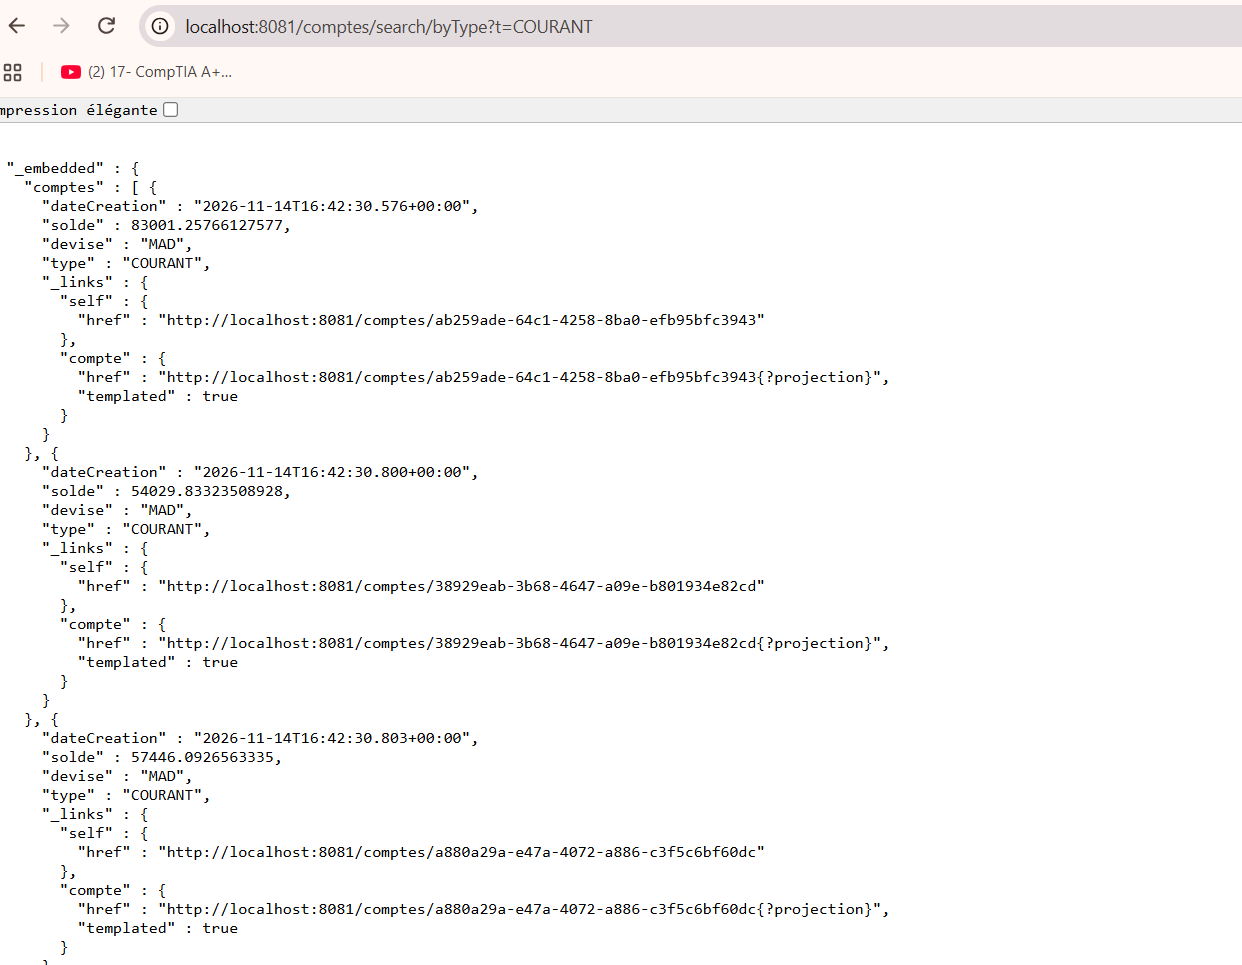 localhost:8081/comptes/search/byType?t=COURANT
(2) 17- CompTIA A+...
mpression élégante
"_embedded" : {
"comptes" : [ {
"dateCreation" : "2026-11-14T16:42:30.576+00:00",
"solde" : 83001.25766127577,
"devise" : "MAD",
"type" : "COURANT",
"_links" : {
"self" : {
"href" : "http://localhost:8081/comptes/ab259ade-64c1-4258-8ba0-efb95bfc3943"
},
"compte" : {
"href" : "http://localhost:8081/comptes/ab259ade-64c1-4258-8ba0-efb95bfc3943{?projection}",
"templated" : true
}
}
}, {
"dateCreation" : "2026-11-14T16:42:30.800+00:00",
"solde" : 54029.83323508928,
"devise" : "MAD",
"type" : "COURANT",
"_links" : {
"self" : {
"href" : "http://localhost:8081/comptes/38929eab-3b68-4647-a09e-b801934e82cd"
},
"compte" : {
"href" : "http://localhost:8081/comptes/38929eab-3b68-4647-a09e-b801934e82cd{?projection}",
"templated" : true
}
}
}, {
"dateCreation" : "2026-11-14T16:42:30.803+00:00",
"solde" : 57446.0926563335,
"devise" : "MAD",
"type" : "COURANT",
"_links" : {
"self" : {
"href" : "http://localhost:8081/comptes/a880a29a-e47a-4072-a886-c3f5c6bf60dc"
},
"compte" : {
"href" : "http://localhost:8081/comptes/a880a29a-e47a-4072-a886-c3f5c6bf60dc{?projection}",
"templated" : true
}
}